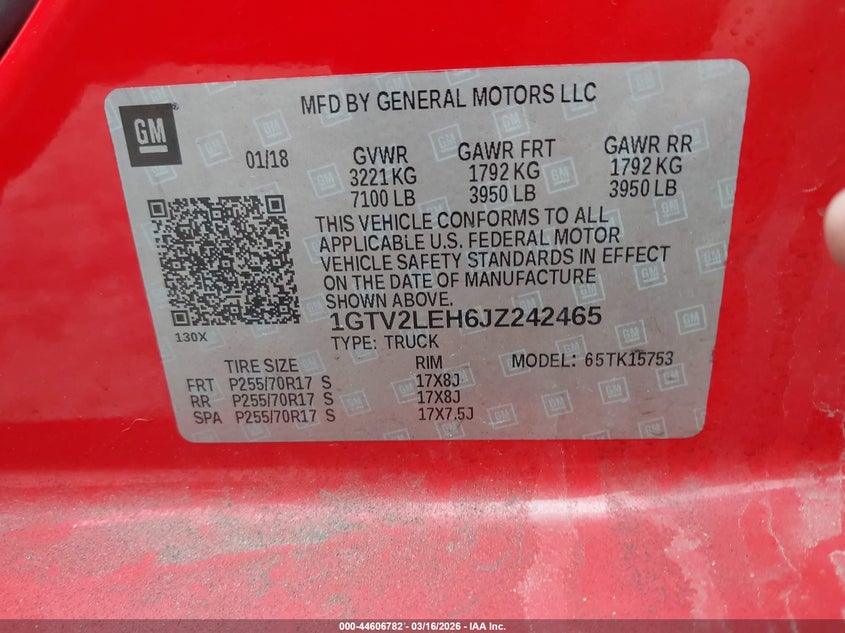 MFD BY GENERAL MOTORS LLC
GM
®
01/18 GVWR GAWR FRT GAWR RR
3221 KG 1792 KG 1792 KG
7100 LB 3950 LB 3950 LB
THIS VEHICLE CONFORMS TO ALL
APPLICABLE U.S. FEDERAL MOTOR
VEHICLE SAFETY STANDARDS IN EFFECT
ON THE DATE OF MANUFACTURE
SHOWN ABOVE.
1GTV2LEH6JZ242465
130X
TYPE: TRUCK
TIRE SIZE RIM MODEL: 65TK15753
FRT P255/70R17 S 17X8J
RR P255/70R17 S 17X8J
SPA P255/70R17 S 17X7.5J
000-44606782 - 03/16/2026 - IAA Inc.